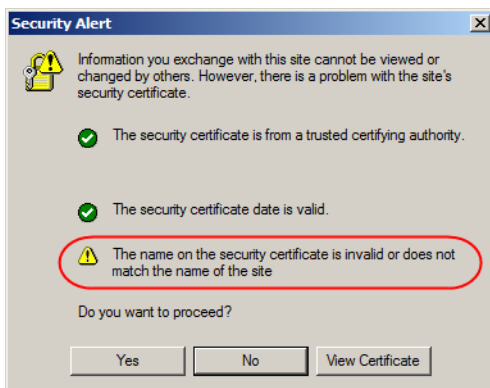 Security Alert
Information you exchange with this site cannot be viewed or
changed by others. However, there is a problem with the site's
security certificate.
The security certificate is from a trusted certifying authority.
The security certificate date is valid.
The name on the security certificate is invalid or does not
match the name of the site
Do you want to proceed?
Yes
No
View Certificate